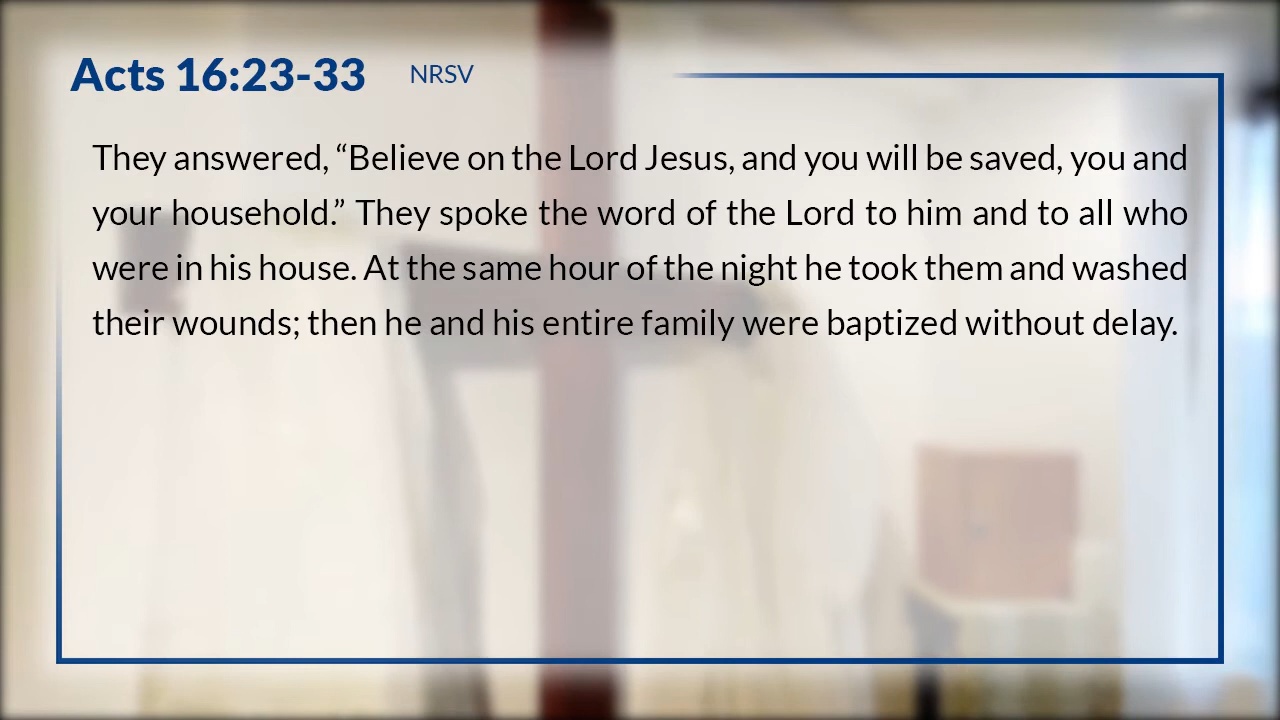 Acts 16:23-33 NRSV
They answered, “Believe on the Lord Jesus, and you will be saved, you and
your household.” They spoke the word of the Lord to him and to all who
were in his house. At the same hour of the night he took them and washed
their wounds; then he and his entire family were baptized without delay.